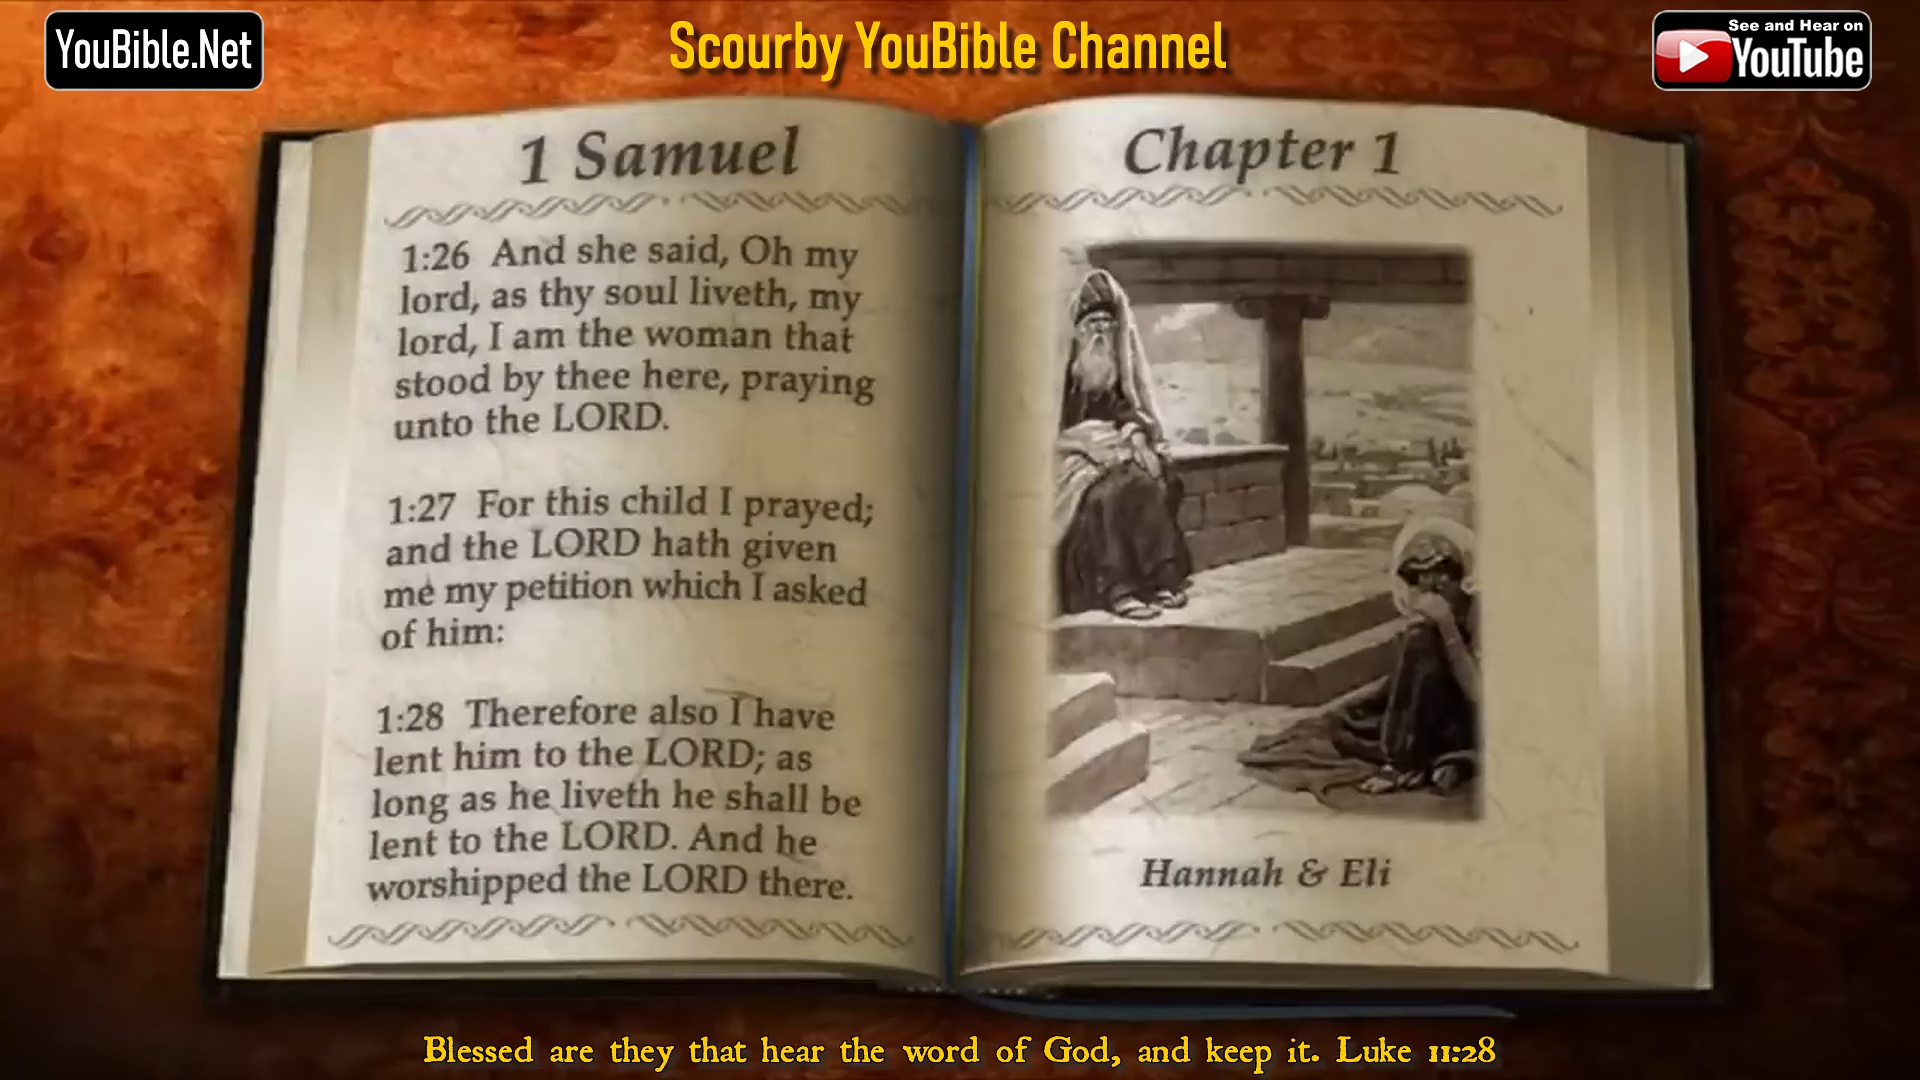 YouBible.Net
Scourby YouBible Channel
See and Hear on
YouTube
1 Samuel
1:26 And she said, Oh my
lord, as thy soul liveth, my
lord, I am the woman that
stood by thee here, praying
unto the LORD.
1:27 For this child I prayed;
and the LORD hath given
me my petition which I asked
of him:
1:28 Therefore also I have
lent him to the LORD; as
long as he liveth he shall be
lent to the LORD. And he
worshipped the LORD there.
Chapter 1
Hannah & Eli
Blessed are they that hear the word of God, and keep it. Luke 11:28